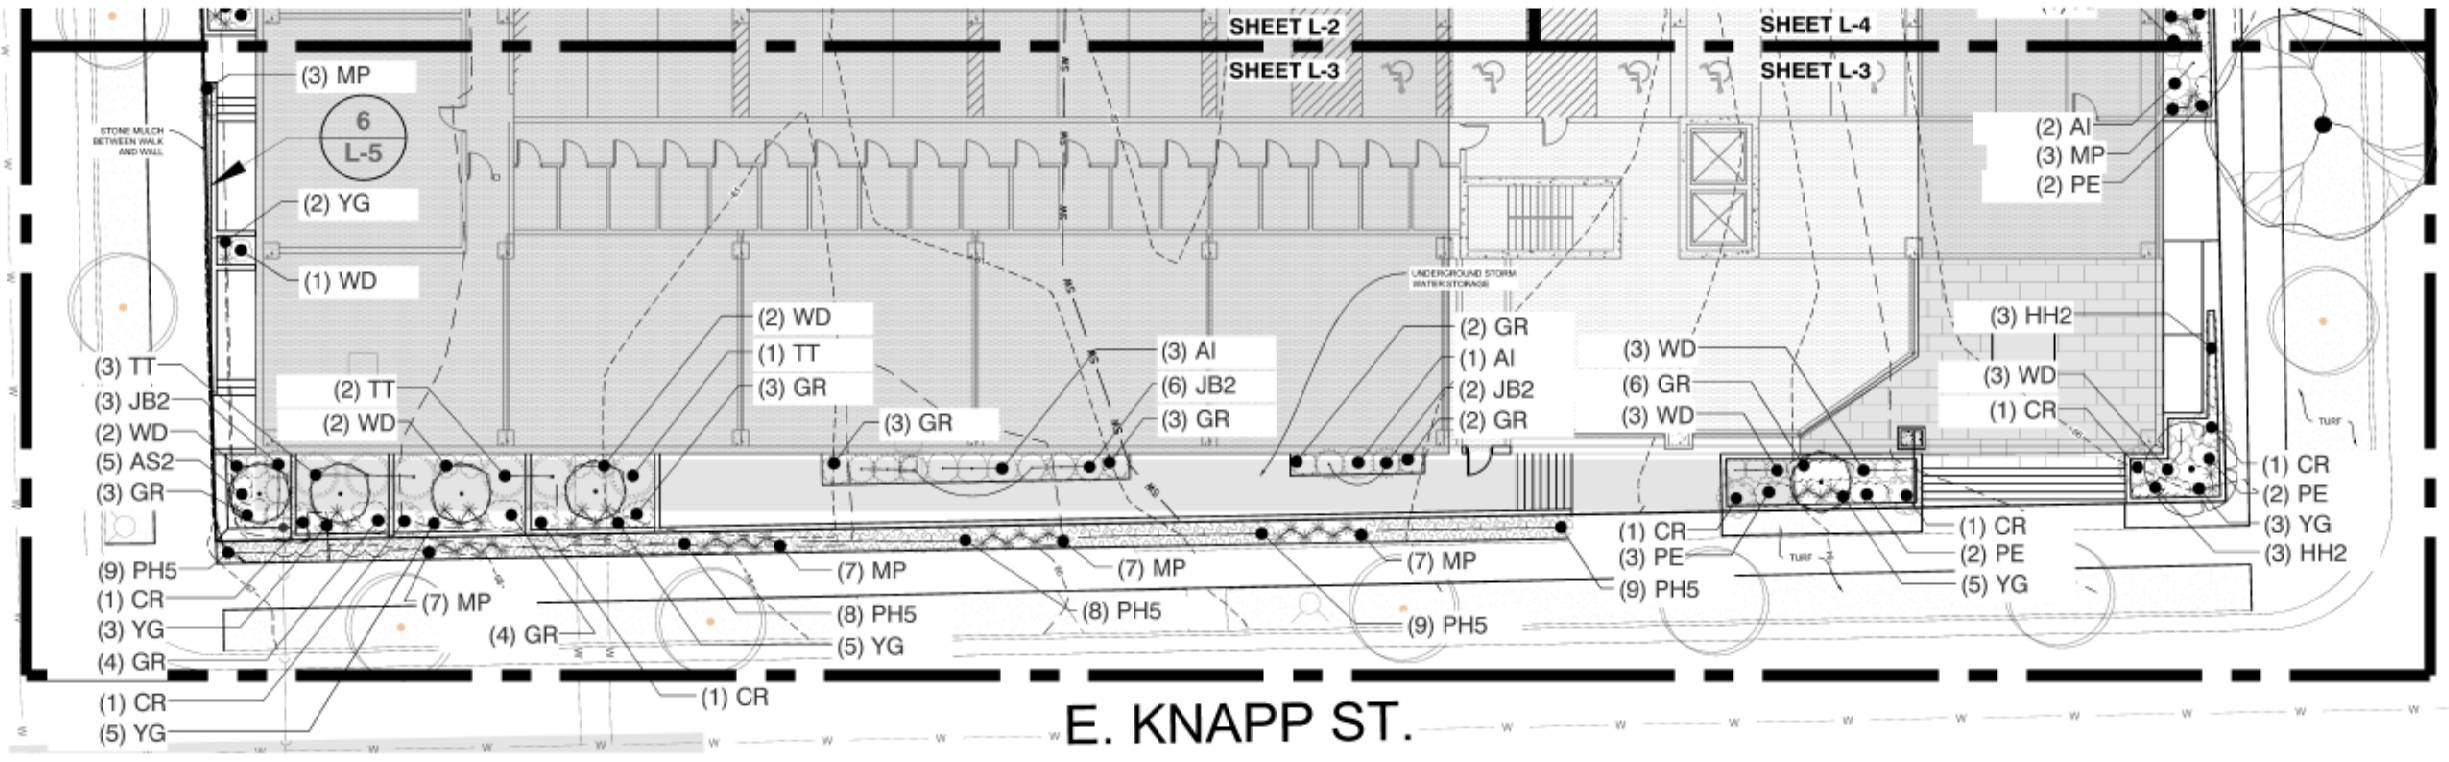 SHEET L-2
SHEET L-4
SHEET L-3
SHEET L-3
(3) MP
6
L-5
STONE MULCH
BETWEEN WALK
AND WALL
(2) YG
(1) WD
(2) AI
(3) MP
(2) PE
UNDERGROUND STORM
WATER STORAGE
(3) TT
(3) JB2
(2) WD
(5) AS2
(3) GR
(2) TT
(2) WD
(2) WD
(1) TT
(3) GR
(3) GR
(3) AI
(6) JB2
(3) GR
(2) GR
(1) AI
(2) JB2
(2) GR
(3) WD
(6) GR
(3) WD
(3) HH2
(3) WD
(1) CR
TURF
(1) CR
(2) PE
(3) YG
(3) HH2
(9) PH5
(1) CR
(3) YG
(4) GR
(1) CR
(5) YG
(7) MP
(4) GR
(1) CR
(7) MP
(8) PH5
(5) YG
(7) MP
(8) PH5
(7) MP
(9) PH5
(1) CR
(3) PE
(9) PH5
TURF
(1) CR
(2) PE
(5) YG
E. KNAPP ST.